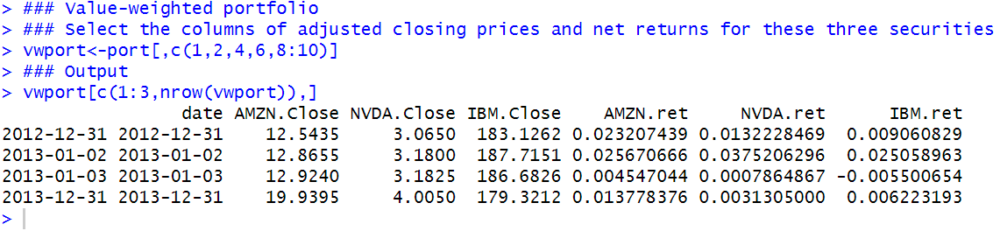 > ### Value-weighted portfolio
> ### Select the columns of adjusted closing prices and net returns for these three securities
> vwport<-port[,c(1,2,4,6,8:10)]
> ### Output
> vwport[c(1:3,nrow(vwport)),]
date AMZN.Close NVDA.Close IBM.Close AMZN.ret NVDA.ret IBM.ret
2012-12-31 2012-12-31 12.5435 3.0650 183.1262 0.023207439 0.0132228469 0.009060829
2013-01-02 2013-01-02 12.8655 3.1800 187.7151 0.025670666 0.0375206296 0.025058963
2013-01-03 2013-01-03 12.9240 3.1825 186.6826 0.004547044 0.0007864867 -0.005500654
2013-12-31 2013-12-31 19.9395 4.0050 179.3212 0.013778376 0.0031305000 0.006223193
>